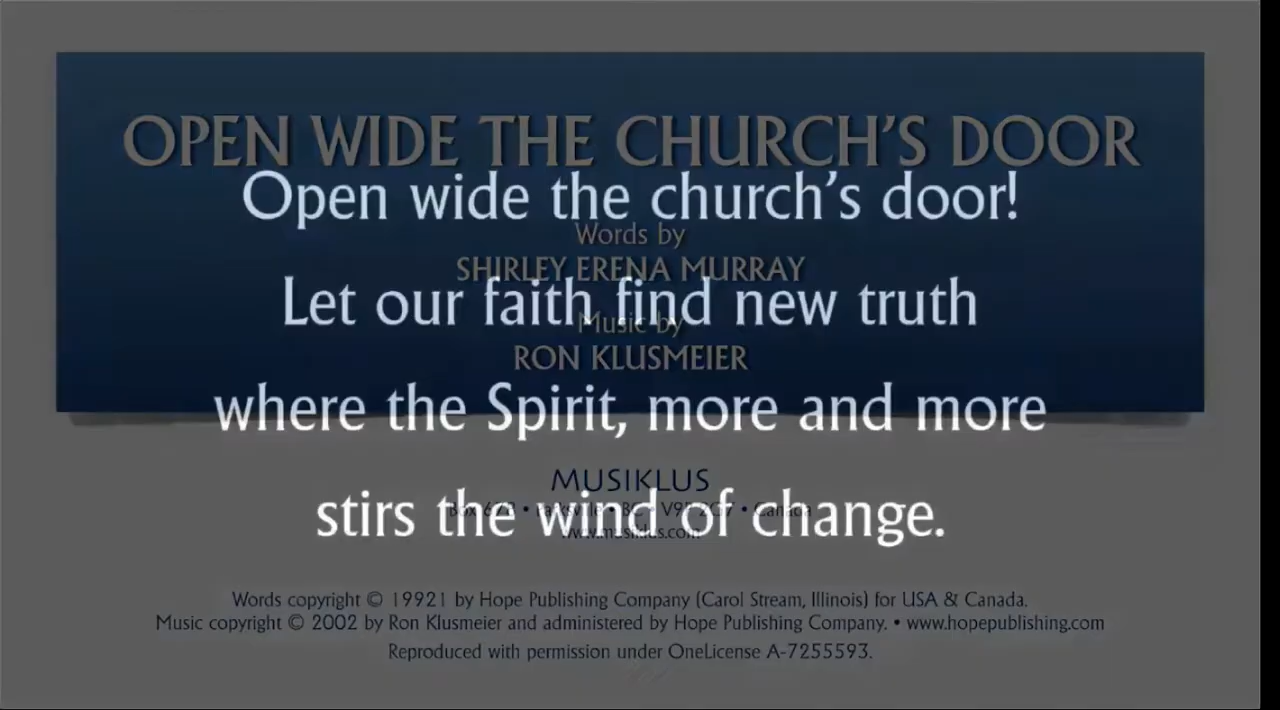 OPEN WIDE THE CHURCH'S DOOR
Open wide the church's door!
Words by
SHIRLEY ERENA MURRAY
Let our faith find new truth
Music by
RON KLUSMEIER
where the Spirit, more and more
MUSIKLUS
stirs the wind of change.
www.musiklus.com
Words copyright © 19921 by Hope Publishing Company (Carol Stream, Illinois) for USA & Canada.
Music copyright © 2002 by Ron Klusmeier and administered by Hope Publishing Company. • www.hopepublishing.com
Reproduced with permission under OneLicense A-7255593.